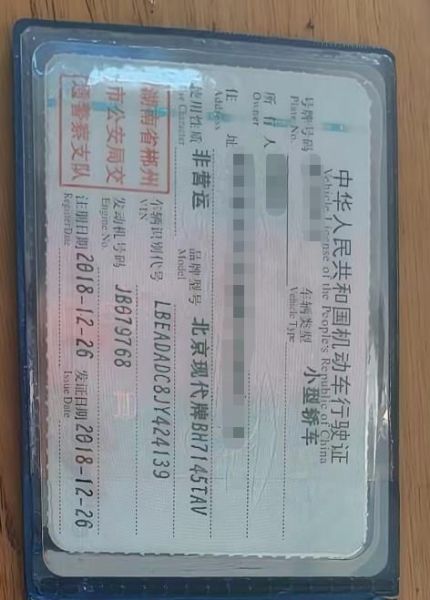 中华人民共和国机动车行驶证
Vehicle License of the People's Republic of China
号牌号码
Plate No.
车辆类型 小型轿车
Vehicle Type
所有人
Owner
住址
Address
使用性质 非营运
Use Character
品牌型号 北京现代牌BH7145TAV
Model
湖南省郴州
市公安局交
通警察支队
车辆识别代号 LBEADADC8JY424139
VIN
发动机号码 JB079768
Engine No.
注册日期 2018-12-26
Register Date
发证日期 2018-12-26
Issue Date